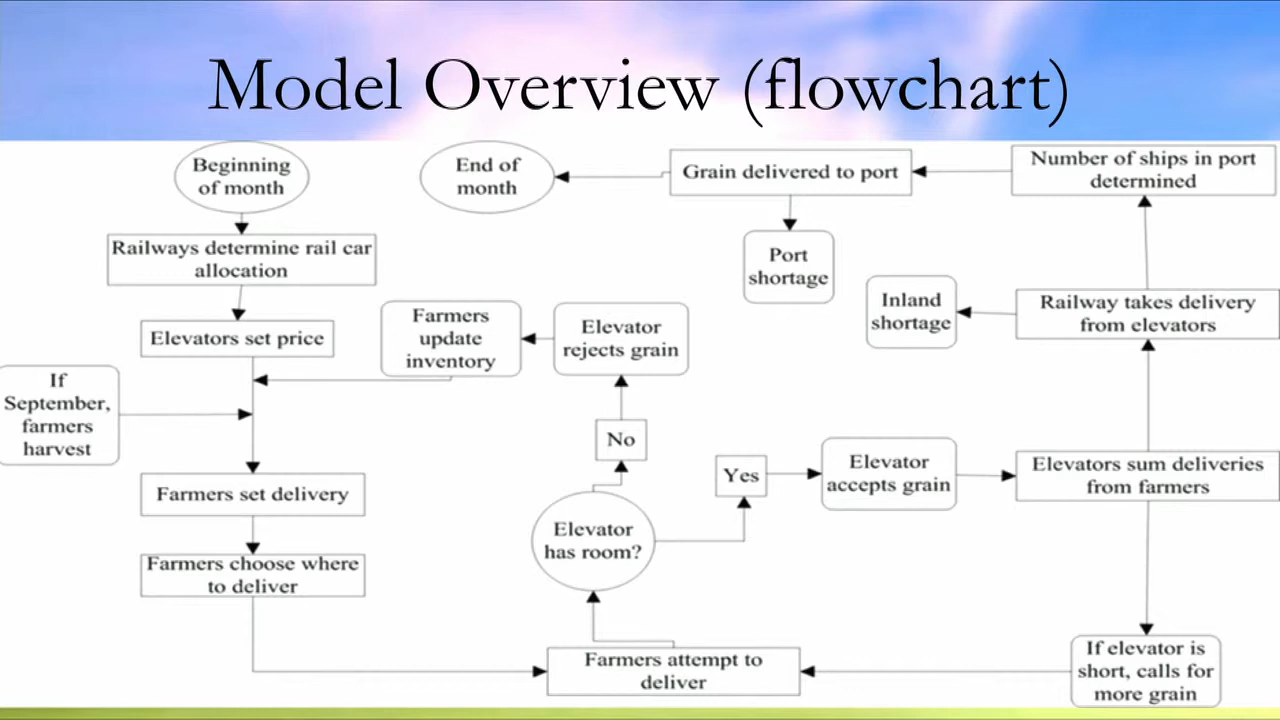 Model Overview (flowchart)
Beginning
of month
End of
month
Grain delivered to port
Number of ships in port
determined
Railways determine rail car
allocation
Port
shortage
Inland
shortage
Railway takes delivery
from elevators
Elevators set price
Farmers
update
inventory
Elevator
rejects grain
If
September,
farmers
harvest
No
Yes
Elevator
accepts grain
Elevators sum deliveries
from farmers
Farmers set delivery
Elevator
has room?
Farmers choose where
to deliver
Farmers attempt to
deliver
If elevator is
short, calls for
more grain